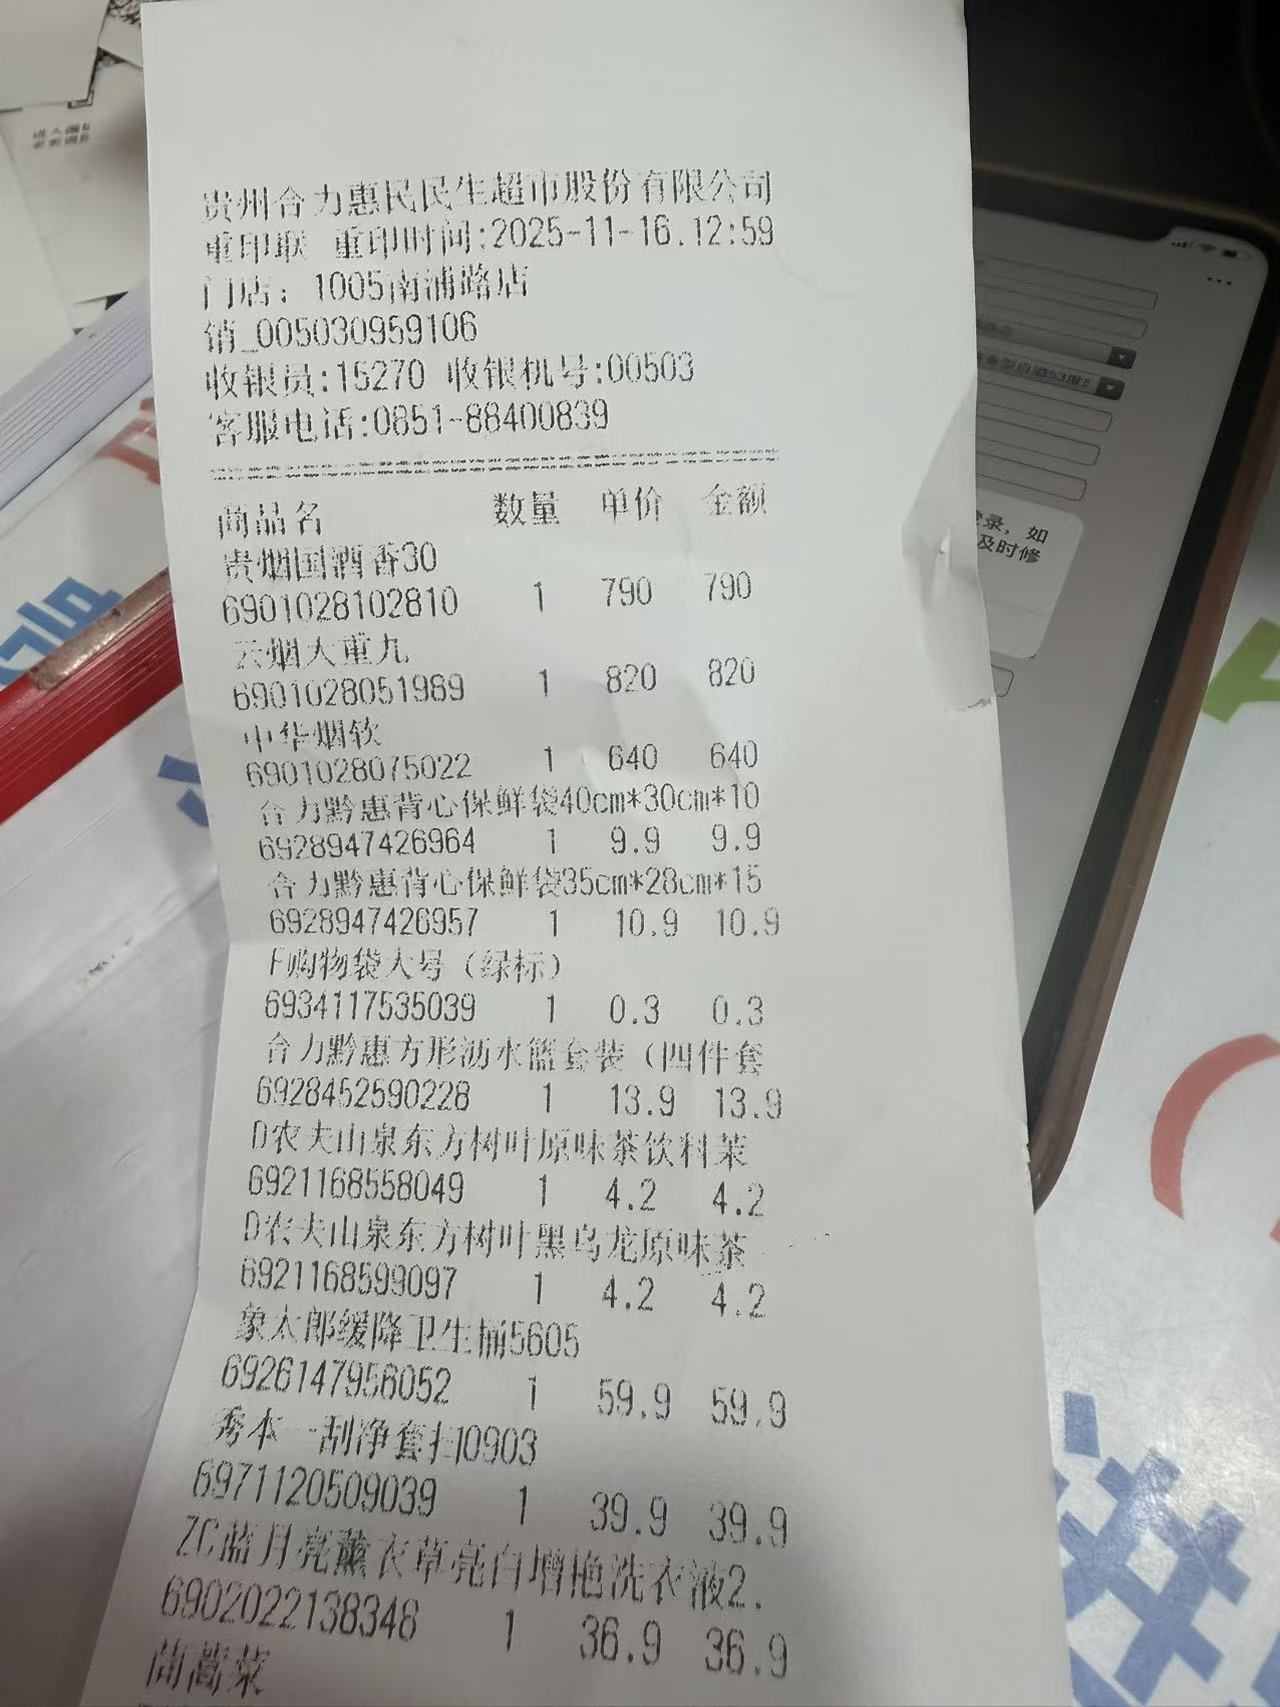 贵州合力惠民民生超市股份有限公司
重印联 重印时间:2025-11-16.12:59
门店：1005南浦路店
销_005030959106
收银员:15270 收银机号:00503
客服电话:0851-88400839
商品名 数量 单价 金额
贵烟国酒香30
6901028102810 1 790 790
云烟大重九
6901028051989 1 820 820
中华烟软
6901028075022 1 640 640
合力黔惠背心保鲜袋40cm*30cm*10
6928947426964 1 9.9 9.9
合力黔惠背心保鲜袋35cm*28cm*15
6928947426957 1 10.9 10.9
F购物袋大号（绿标）
6934117535039 1 0.3 0.3
合力黔惠方形沥水篮套装（四件套
6928452590228 1 13.9 13.9
D农夫山泉东方树叶原味茶饮料茉
6921168558049 1 4.2 4.2
D农夫山泉东方树叶黑乌龙原味茶
6921168599097 1 4.2 4.2
象太郎缓降卫生桶5605
6926147956052 1 59.9 59.9
秀本一刮净套扫0903
6971120509039 1 39.9 39.9
ZC蓝月亮薰衣草亮白增艳洗衣液2.
6902022138348 1 36.9 36.9
茼蒿菜
录，如
及时修